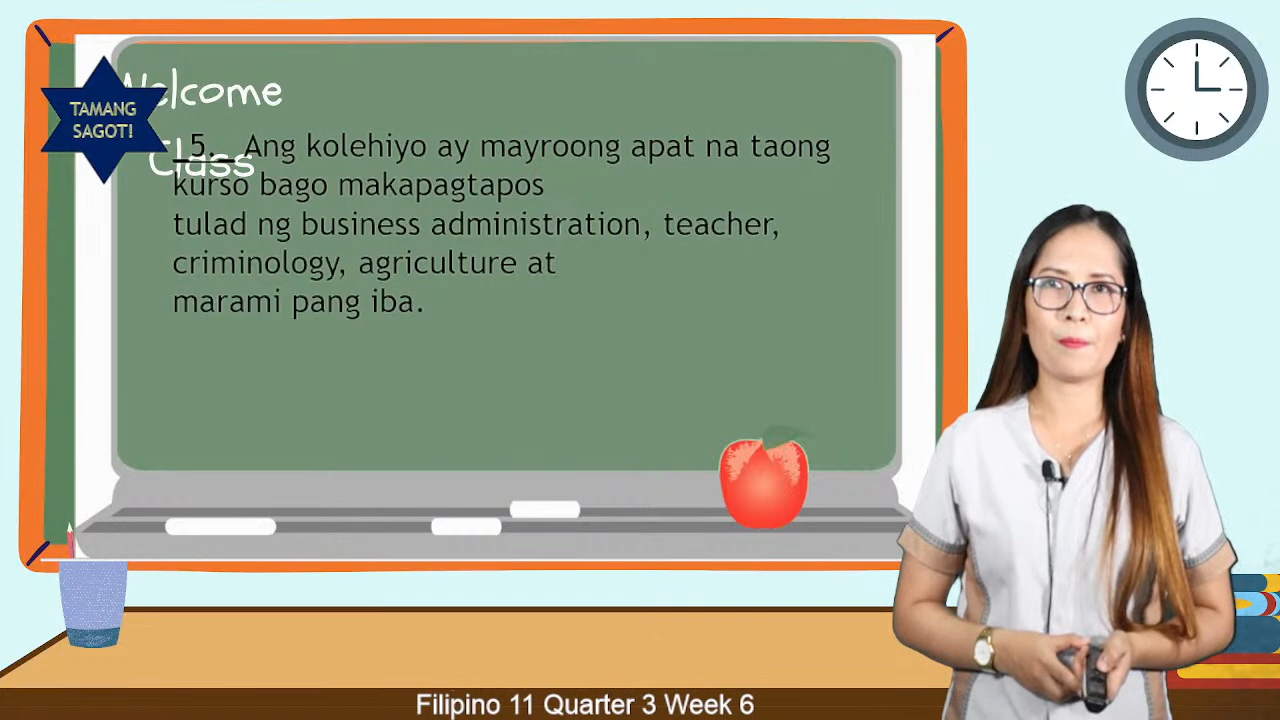 Welcome
Class
TAMANG
SAGOT!
5. Ang kolehiyo ay mayroong apat na taong
kurso bago makapagtapos
tulad ng business administration, teacher,
criminology, agriculture at
marami pang iba.
Filipino 11 Quarter 3 Week 6